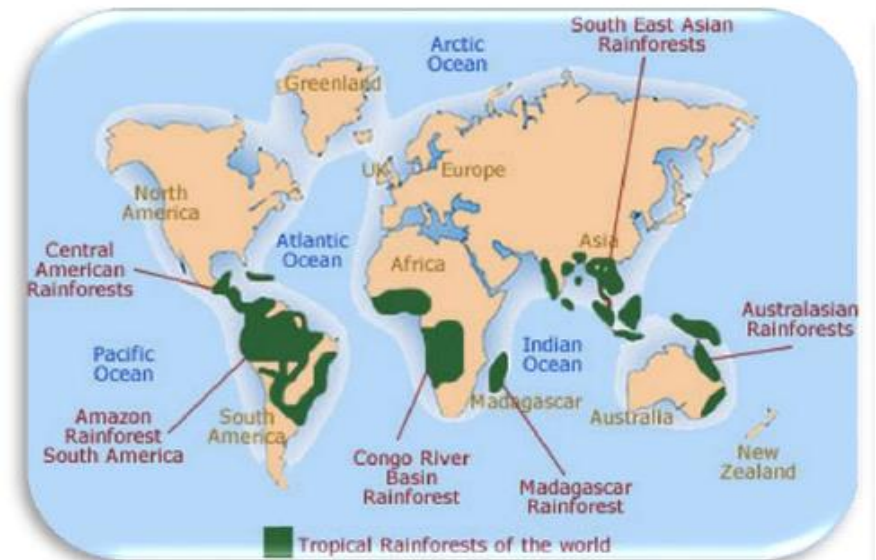 South East Asian
Rainforests
Arctic
Ocean
Greenland
UK
Europe
North
America
Asia
Central
American
Rainforests
Atlantic
Ocean
Africa
Australasian
Rainforests
Indian
Ocean
Pacific
Ocean
Madagascar
Australia
Amazon
Rainforest
South America
South
America
Congo River
Basin
Rainforest
Madagascar
Rainforest
New
Zealand
Tropical Rainforests of the world